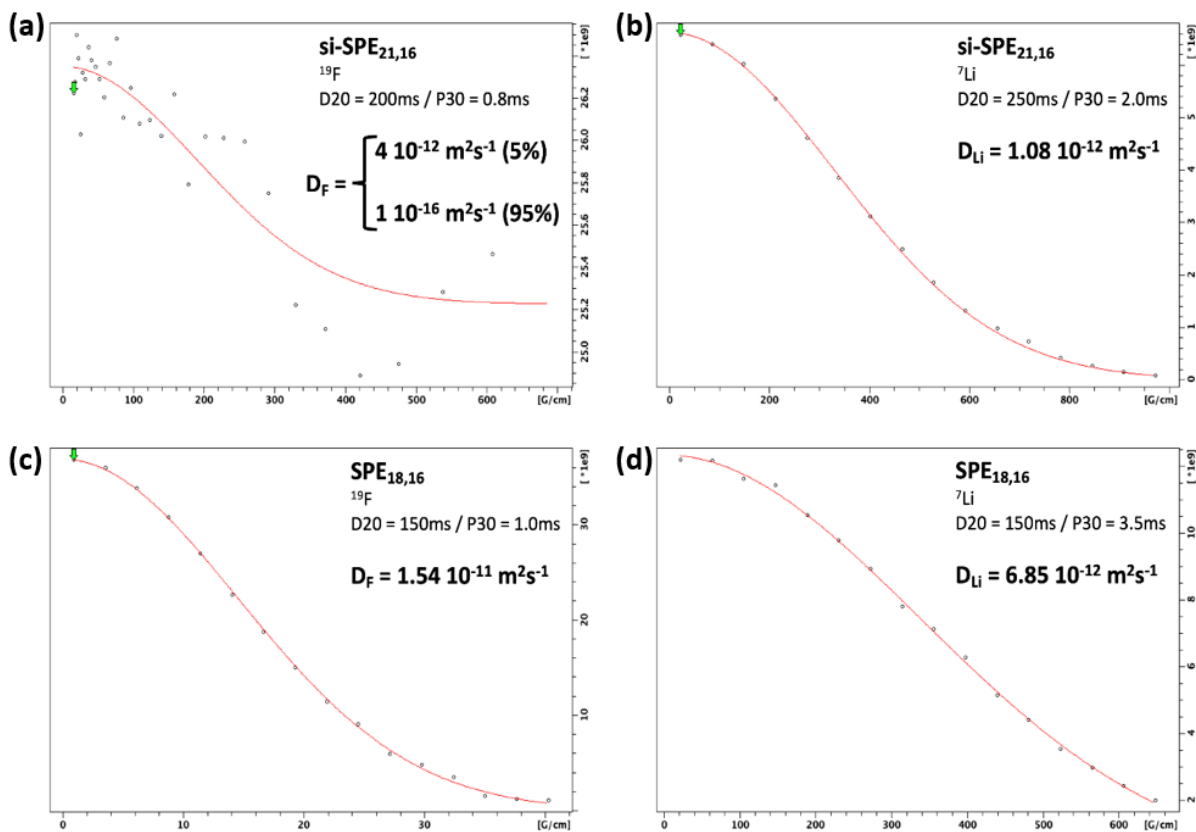 (a)
si-SPE21,16
19F
D20 = 200ms / P30 = 0.8ms
DF =
4 10-12 m2s-1 (5%)
1 10-16 m2s-1 (95%)
[ *1e9]
26.2
26.0
25.8
25.6
25.4
25.2
25.0
0 200 400 600 [G/cm]
(b)
si-SPE21,16
7Li
D20 = 250ms / P30 = 2.0ms
DLi = 1.08 10-12 m2s-1
[ *1e9]
5
4
3
2
1
0
0 200 400 600 800 [G/cm]
(c)
SPE18,16
19F
D20 = 150ms / P30 = 1.0ms
DF = 1.54 10-11 m2s-1
[ *1e9]
30
20
10
0 10 20 30 [G/cm]
(d)
SPE18,16
7Li
D20 = 150ms / P30 = 3.5ms
DLi = 6.85 10-12 m2s-1
[ *1e9]
10
8
6
4
2
0 100 200 300 400 500 600 [G/cm]